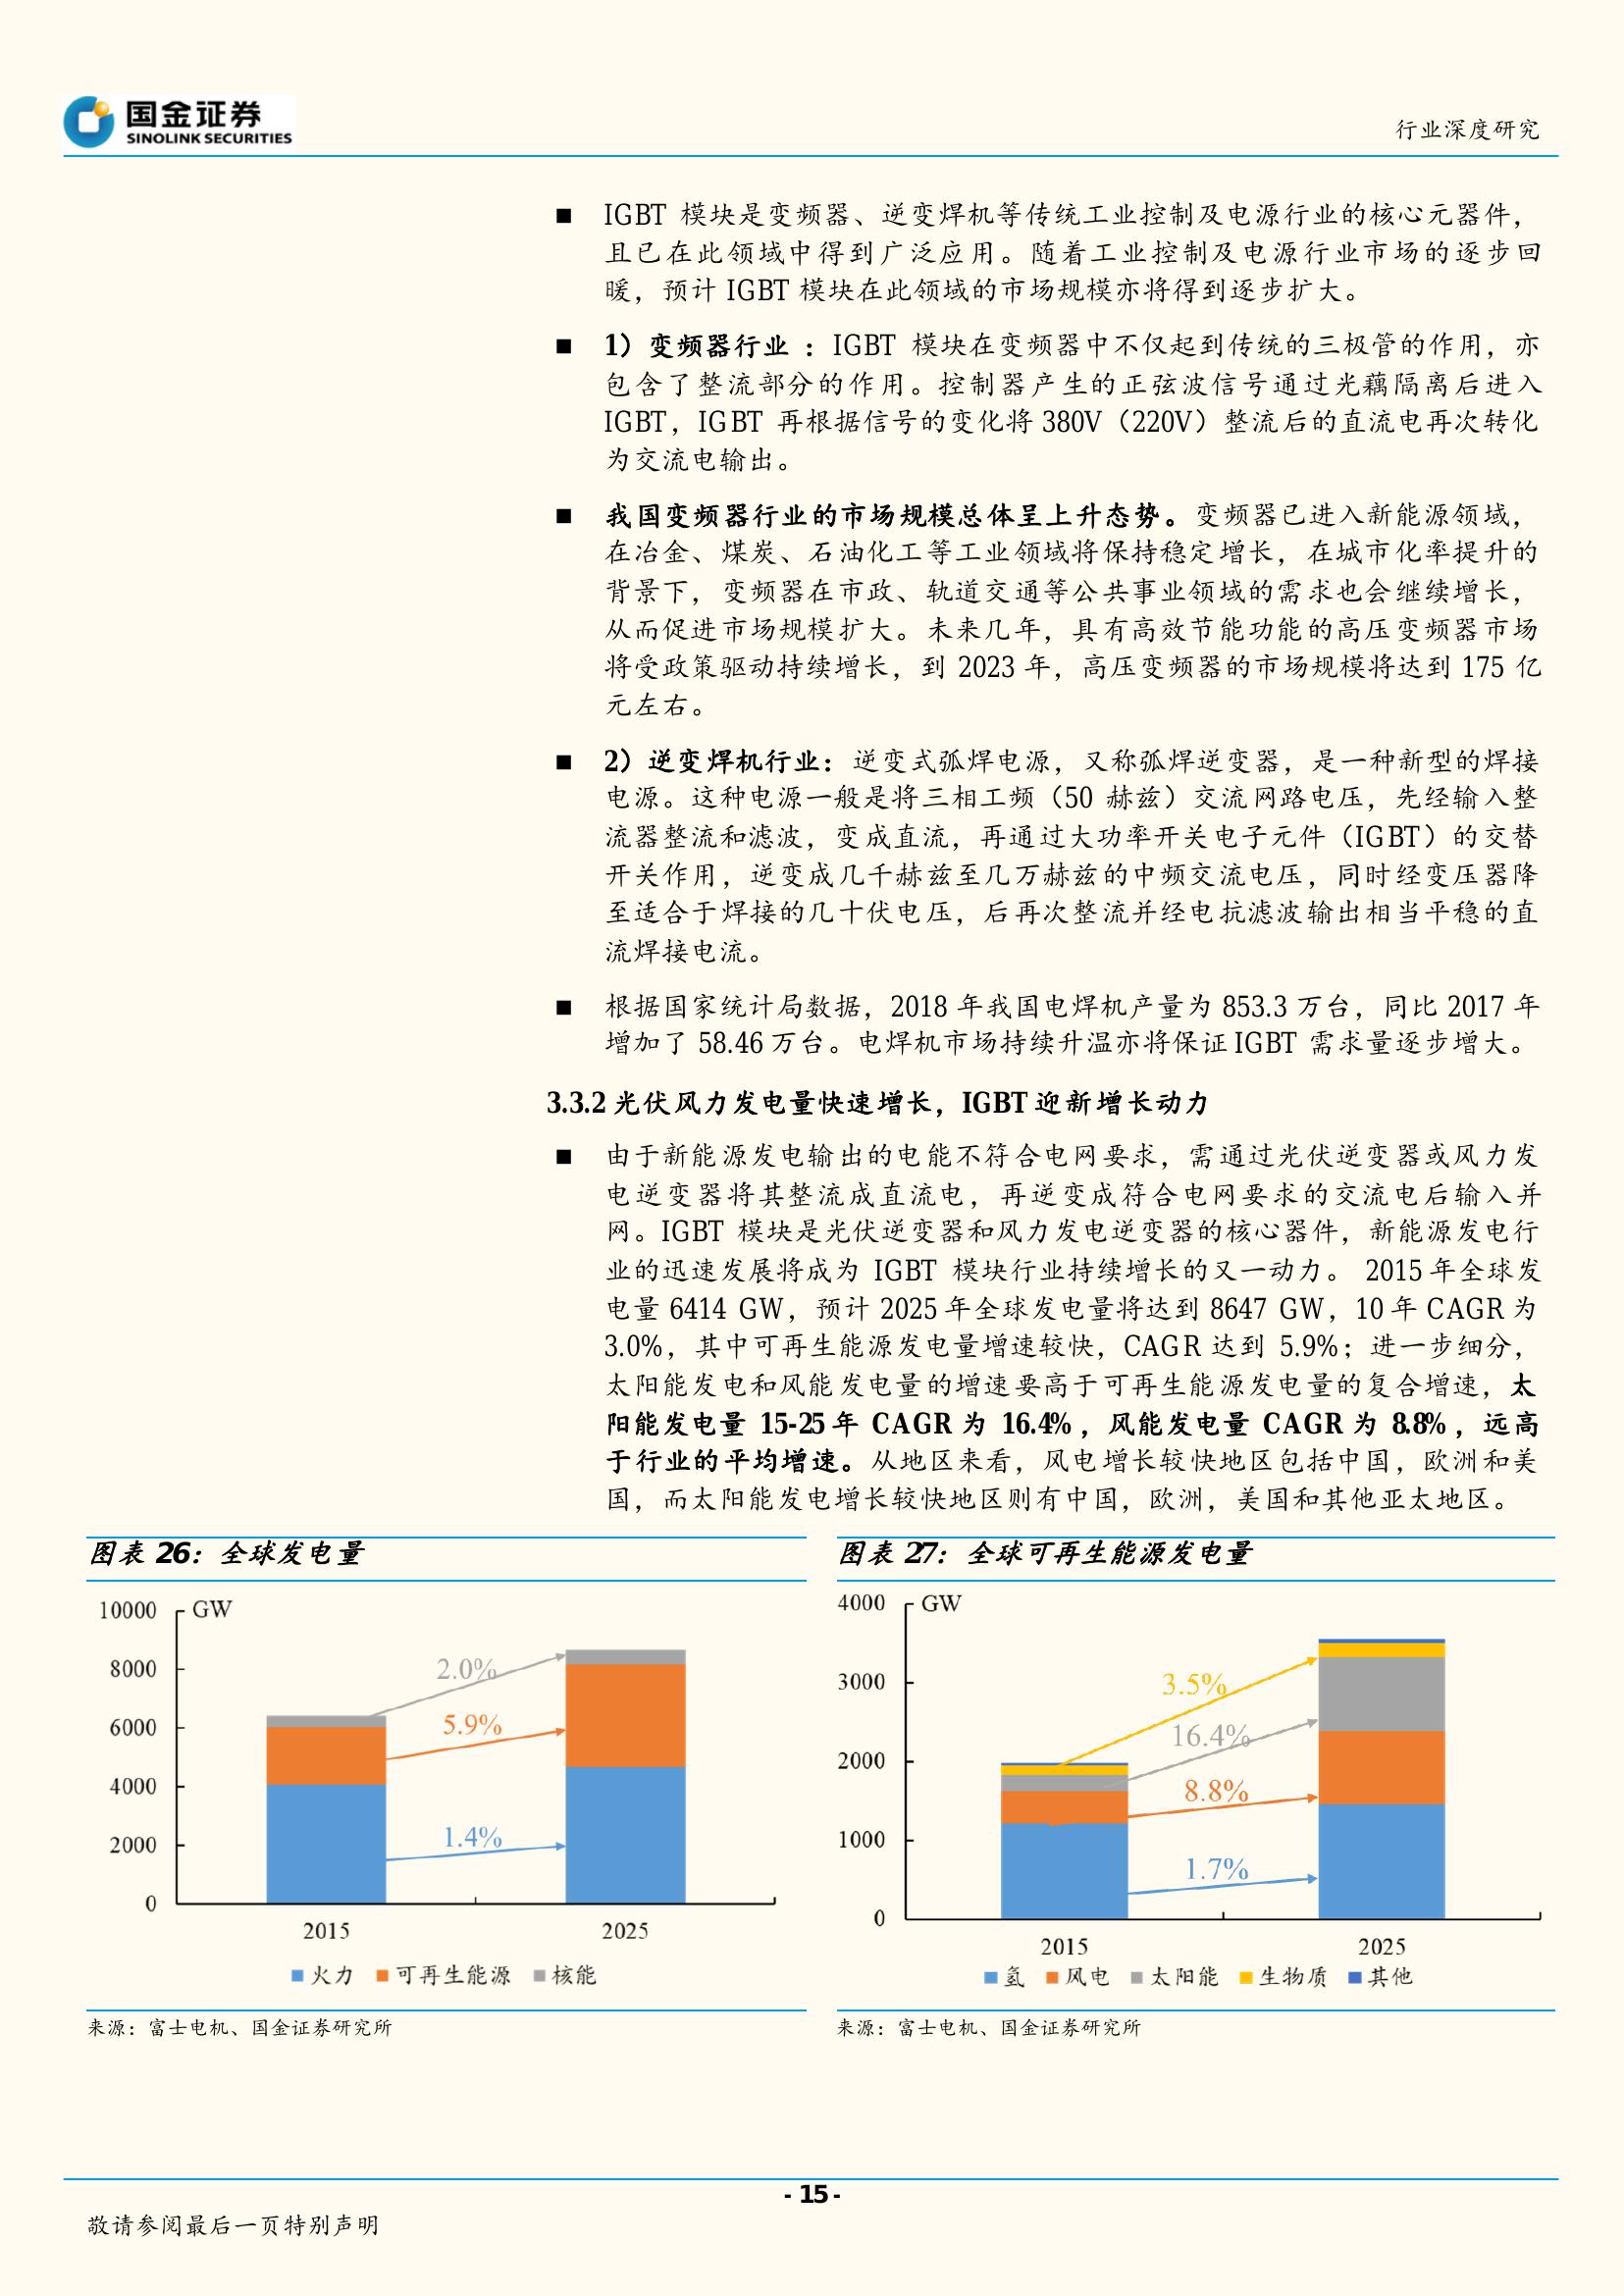 国金证券
SINOLINK SECURITIES
行业深度研究
■ IGBT 模块是变频器、逆变焊机等传统工业控制及电源行业的核心元器件，
且已在此领域中得到广泛应用。随着工业控制及电源行业市场的逐步回
暖，预计 IGBT 模块在此领域的市场规模亦将得到逐步扩大。
■ 1）变频器行业 ：IGBT 模块在变频器中不仅起到传统的三极管的作用，亦
包含了整流部分的作用。控制器产生的正弦波信号通过光藕隔离后进入
IGBT，IGBT 再根据信号的变化将 380V（220V）整流后的直流电再次转化
为交流电输出。
■ 我国变频器行业的市场规模总体呈上升态势。变频器已进入新能源领域，
在冶金、煤炭、石油化工等工业领域将保持稳定增长，在城市化率提升的
背景下，变频器在市政、轨道交通等公共事业领域的需求也会继续增长，
从而促进市场规模扩大。未来几年，具有高效节能功能的高压变频器市场
将受政策驱动持续增长，到 2023 年，高压变频器的市场规模将达到 175 亿
元左右。
■ 2）逆变焊机行业：逆变式弧焊电源，又称弧焊逆变器，是一种新型的焊接
电源。这种电源一般是将三相工频（50 赫兹）交流网路电压，先经输入整
流器整流和滤波，变成直流，再通过大功率开关电子元件（IGBT）的交替
开关作用，逆变成几千赫兹至几万赫兹的中频交流电压，同时经变压器降
至适合于焊接的几十伏电压，后再次整流并经电抗滤波输出相当平稳的直
流焊接电流。
■ 根据国家统计局数据，2018 年我国电焊机产量为 853.3 万台，同比 2017 年
增加了 58.46 万台。电焊机市场持续升温亦将保证 IGBT 需求量逐步增大。
3.3.2 光伏风力发电量快速增长，IGBT 迎新增长动力
■ 由于新能源发电输出的电能不符合电网要求，需通过光伏逆变器或风力发
电逆变器将其整流成直流电，再逆变成符合电网要求的交流电后输入并
网。IGBT 模块是光伏逆变器和风力发电逆变器的核心器件，新能源发电行
业的迅速发展将成为 IGBT 模块行业持续增长的又一动力。 2015 年全球发
电量 6414 GW，预计 2025 年全球发电量将达到 8647 GW，10 年 CAGR 为
3.0%，其中可再生能源发电量增速较快，CAGR 达到 5.9%；进一步细分，
太阳能发电和风能发电量的增速要高于可再生能源发电量的复合增速，太
阳能发电量 15-25 年 CAGR 为 16.4%，风能发电量 CAGR 为 8.8%，远高
于行业的平均增速。从地区来看，风电增长较快地区包括中国，欧洲和美
国，而太阳能发电增长较快地区则有中国，欧洲，美国和其他亚太地区。
图表 26：全球发电量
10000
GW
8000
6000
4000
2000
0
2.0%
5.9%
1.4%
2015
2025
火力 可再生能源 核能
来源：富士电机、国金证券研究所
图表 27：全球可再生能源发电量
4000
GW
3000
2000
1000
0
3.5%
16.4%
8.8%
1.7%
2015
2025
氢 风电 太阳能 生物质 其他
来源：富士电机、国金证券研究所
- 15 -
敬请参阅最后一页特别声明